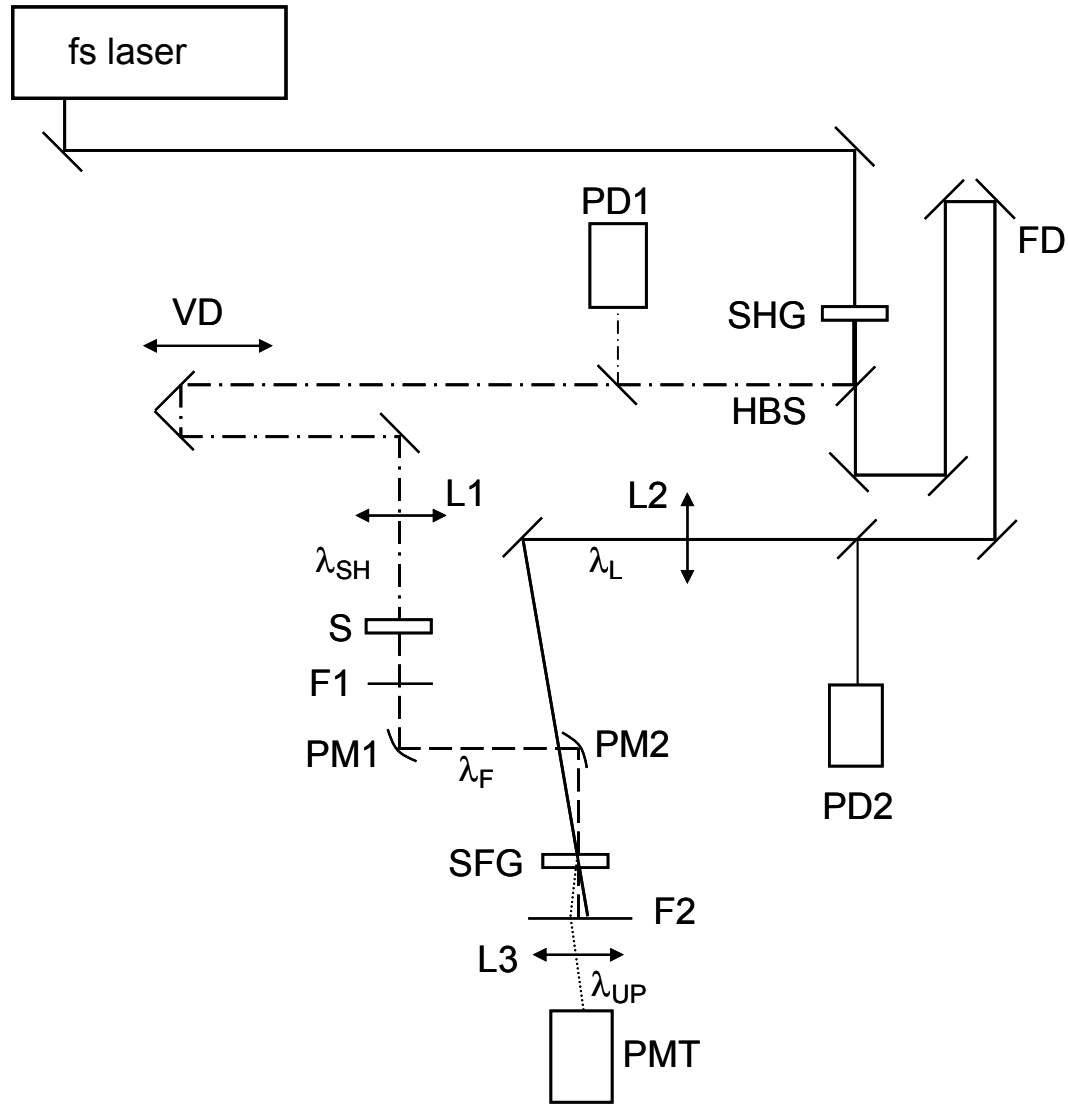 fs laser
PD1
FD
SHG
VD
HBS
L1
L2
λSH
λL
S
F1
PM1
PM2
λF
PD2
SFG
F2
L3
λUP
PMT